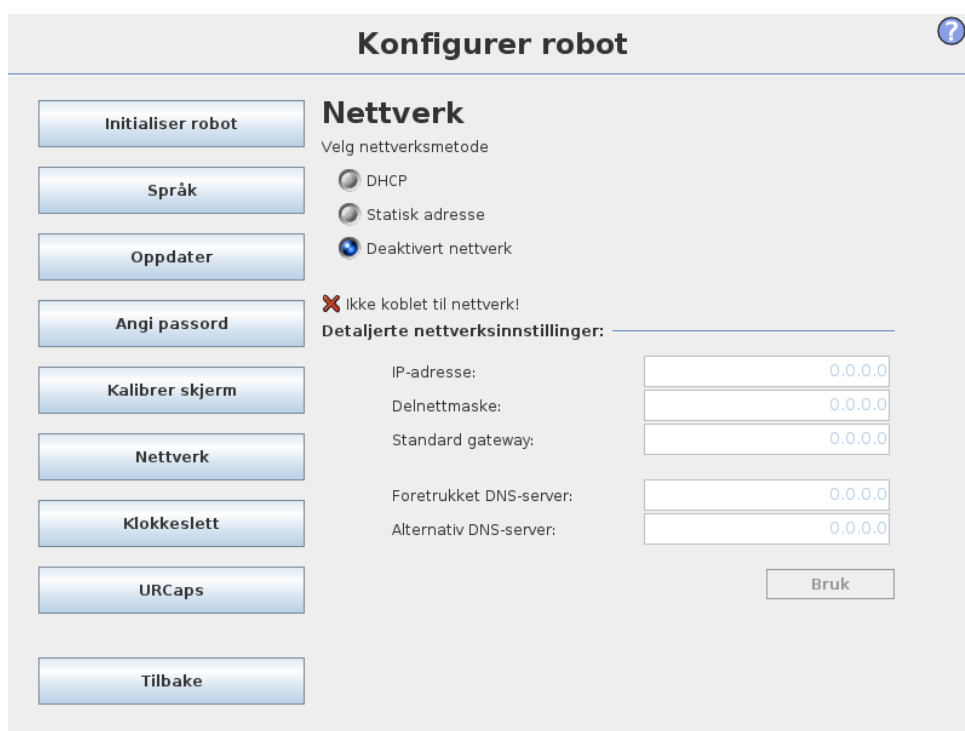 Konfigurer robot
?
Initialiser robot
Språk
Oppdater
Angi passord
Kalibrer skjerm
Nettverk
Klokkeslett
URCaps
Tilbake
Nettverk
Velg nettverksmetode
DHCP
Statisk adresse
Deaktivert nettverk
Ikke koblet til nettverk!
Detaljerte nettverksinnstillinger:
IP-adresse: 0.0.0.0
Delnettmaske: 0.0.0.0
Standard gateway: 0.0.0.0
Foretrukket DNS-server: 0.0.0.0
Alternativ DNS-server: 0.0.0.0
Bruk